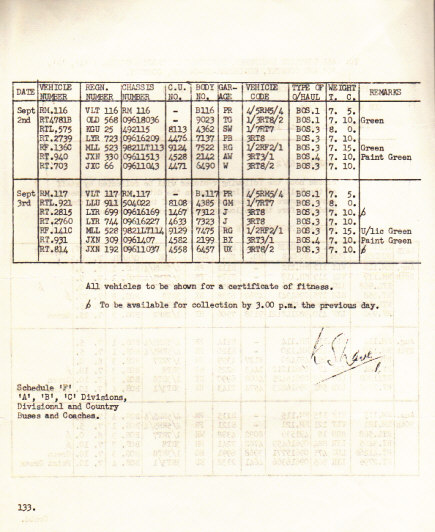 DATE VEHICLE NUMBER REGN. NUMBER CHASSIS NUMBER C.U. NO. BODY NO. GAR-AGE VEHICLE CODE TYPE OF O/HAUL WEIGHT T. C. REMARKS
Sept RM.116 VLT 116 RM 116 - B116 PR 4/5RM5/4 BOS.1 7. 5.
2nd RT4781B OLD 568 09618036 - 9023 TG 1/3RT8/2 BOS.1 7. 10. Green
RTL,575 KGU 25 492115 8113 4362 SW 1/7RT7 BOS.3 8. 0.
RT.2739 LYR 723 09616209 4476 7137 PB 3RT8 BOS.3 7. 10.
RF.136C MLL 523 9821LT113 9124 7522 RG 1/2RF2/1 BOS.3 7. 15. Green
RT.940 JXN 330 09611513 4528 2142 AW 3RT3/1 BOS.4 7. 10. Paint Green
RT.703 JXC 66 09611043 4471 6490 W 3RT8/2 BOS.3 7. 10.
Sept RM.117 VLT 117 RM.117 - B.117 PR 4/5RM5/4 BOS.1 7. 5.
3rd RTL.921 LLU 911 504022 8108 4385 GM 1/7RT7 BOS.3 8. 0.
RT.2815 LYR 699 09616169 1467 7312 J 3RT8 BOS.3 7. 10. ɓ
RT.2760 LYR 744 09616227 4633 7323 J 3RT8 BOS.3 7. 10.
RF.141C MLL 528 9821LT114 9129 7475 RG 1/2RF2/1 BOS.3 7. 15. U/lic Green
RT.931 JXN 309 0961407 4582 2199 BX 3RT3/1 BOS.4 7. 10. Paint Green
RT.814 JXN 192 09611037 4558 6457 UX 3RT8/2 BOS.3 7. 10. ɓ
All vehicles to be shown for a certificate of fitness.
ɓ To be available for collection by 3.00 p.m. the previous day.
Schedule 'F'
'A', 'B', 'C' Divisions,
Divisional and Country
Buses and Coaches.
133.